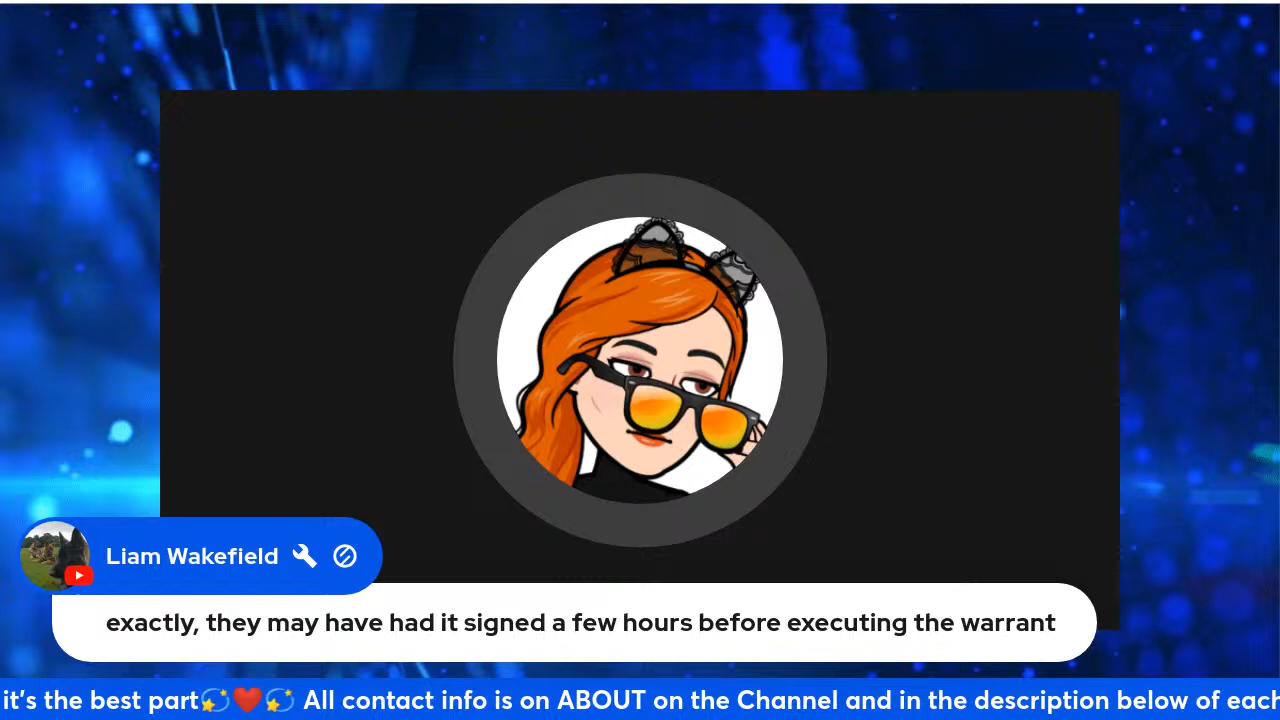 Liam Wakefield
exactly, they may have had it signed a few hours before executing the warrant
it's the best part💫❤️💫 All contact info is on ABOUT on the Channel and in the description below of each